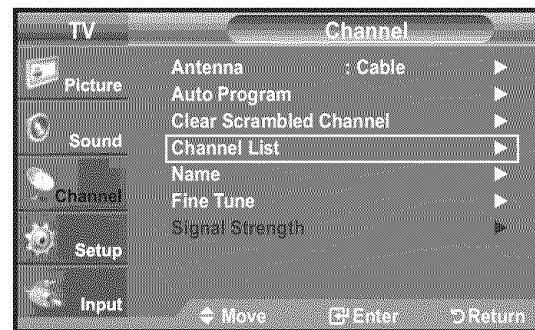 TV
Channel
Picture
Sound
Channel
Setup
Input
Antenna : Cable
Auto Program
Clear Scrambled Channel
Channel List
Name
Fine Tune
Signal Strength
Move Enter Return